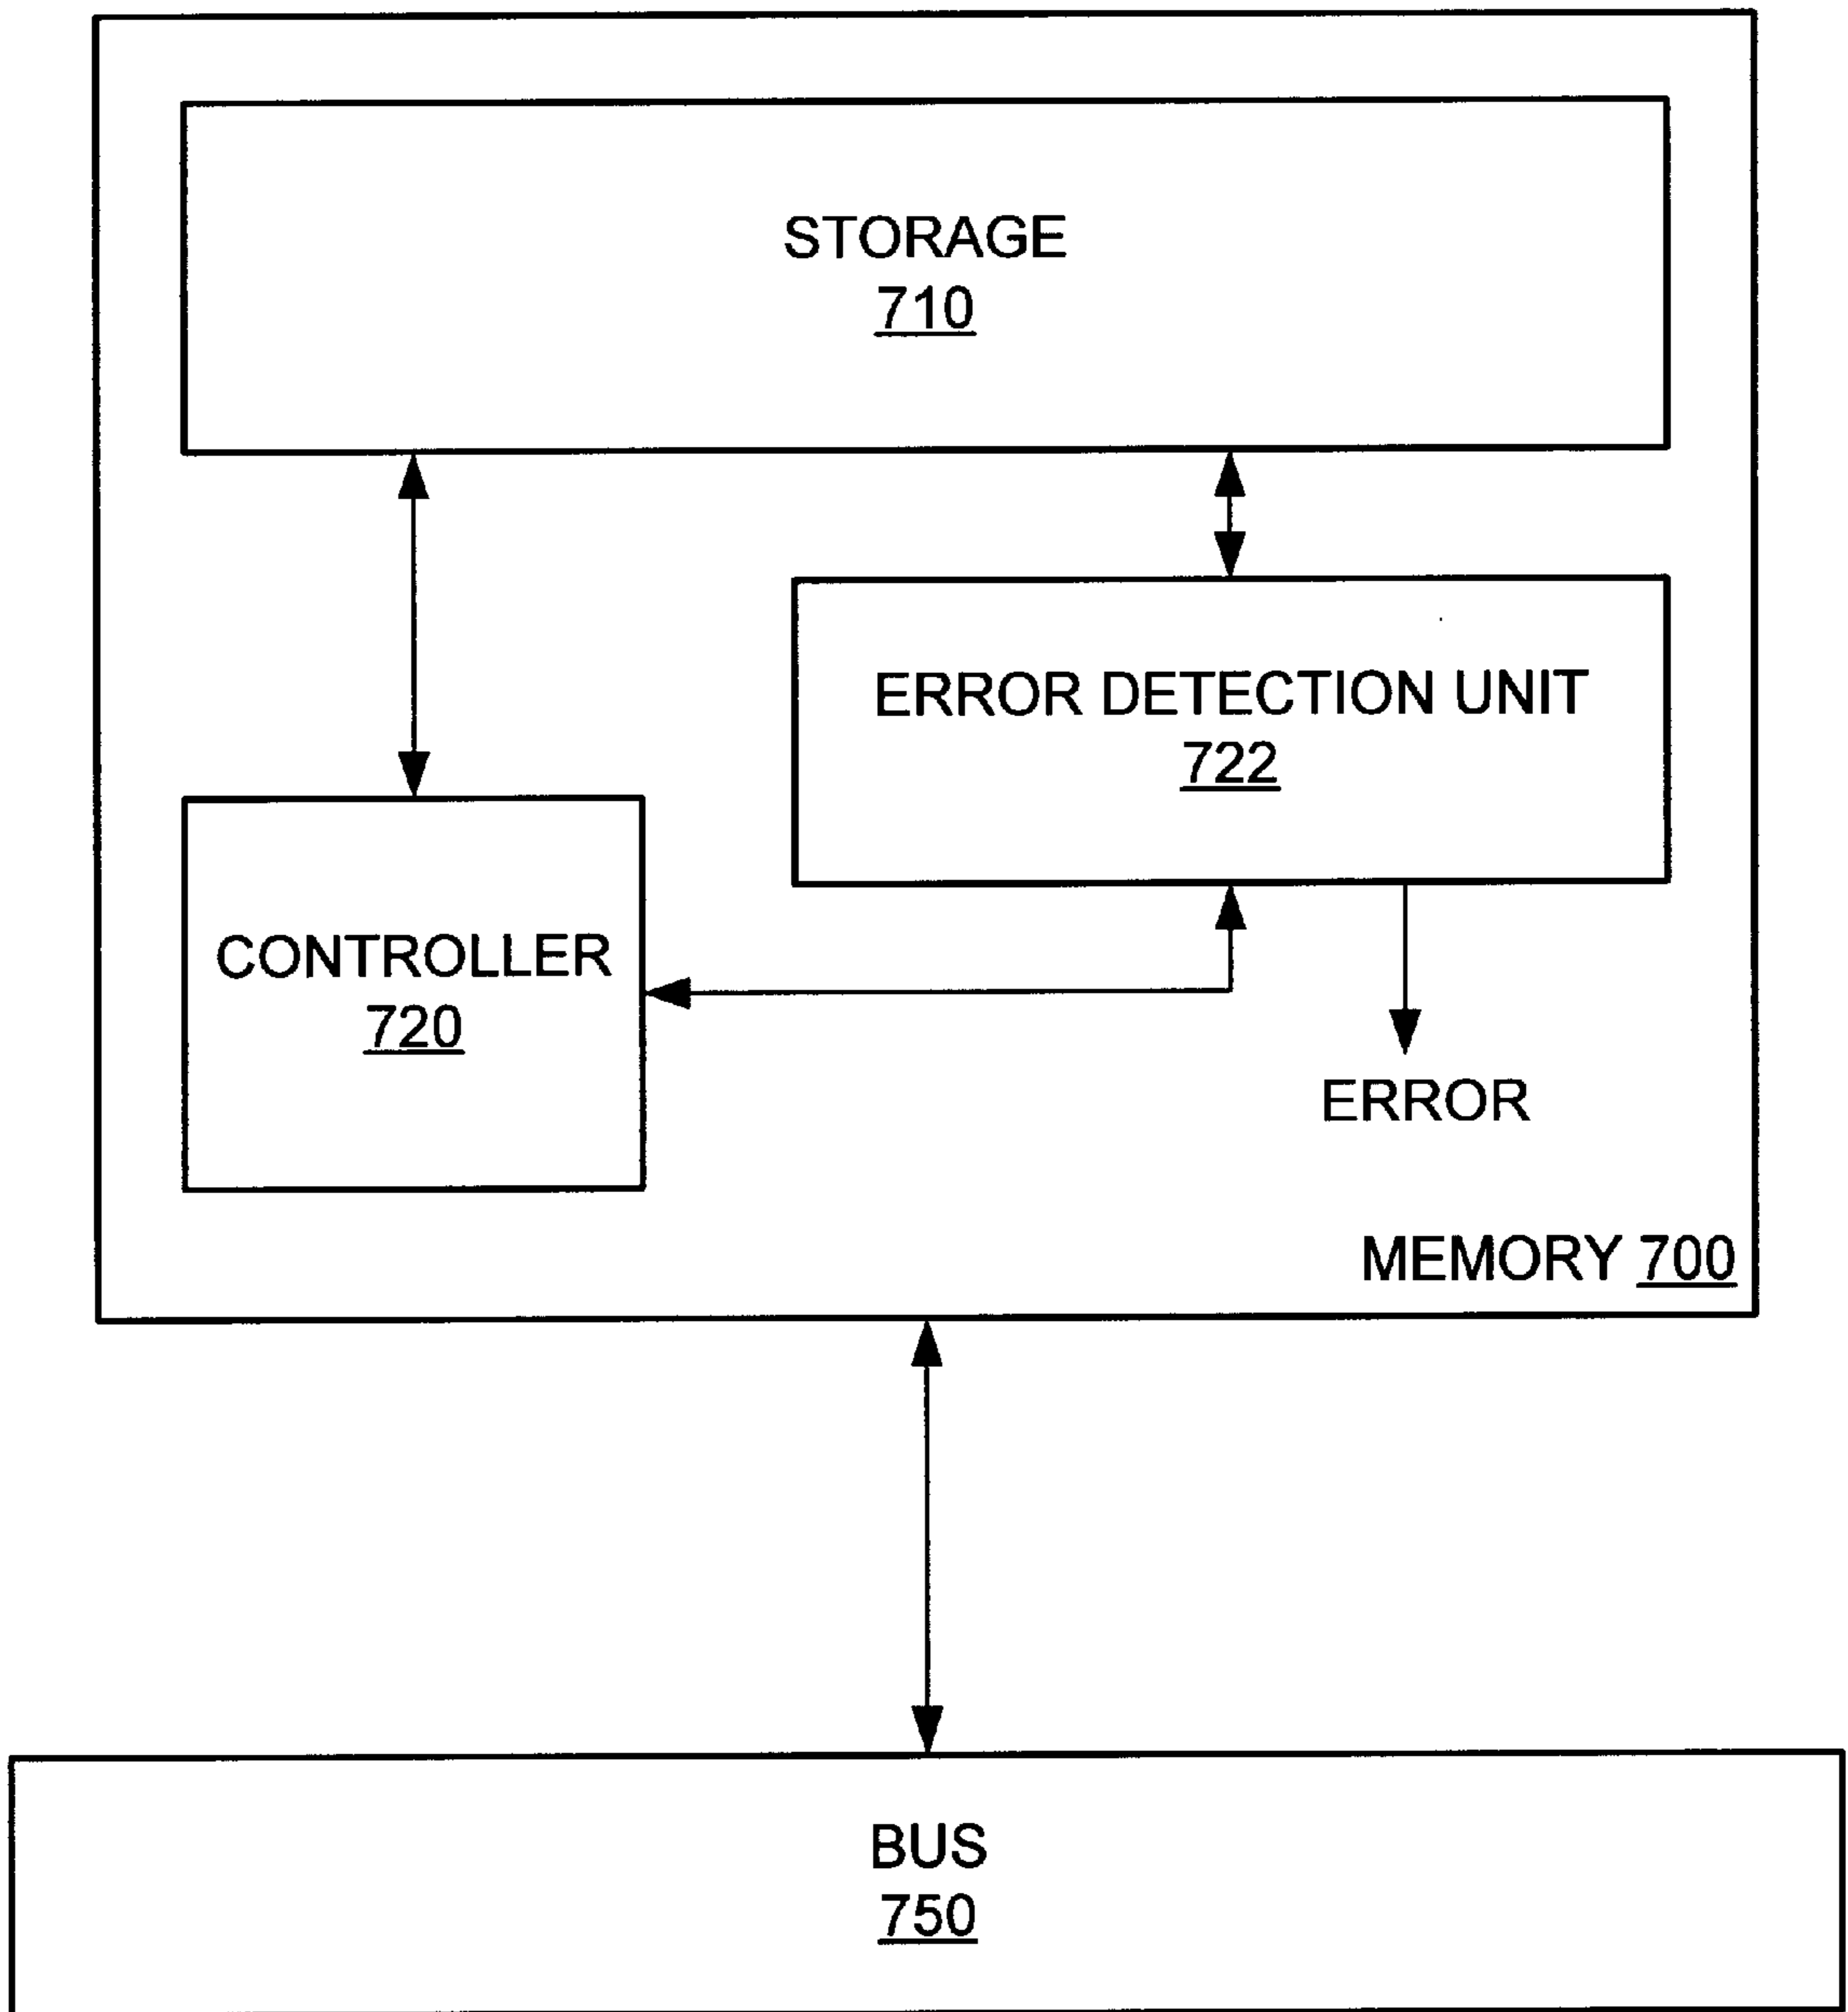 STORAGE
710
ERROR DETECTION UNIT
722
CONTROLLER
720
ERROR
MEMORY 700
BUS
750